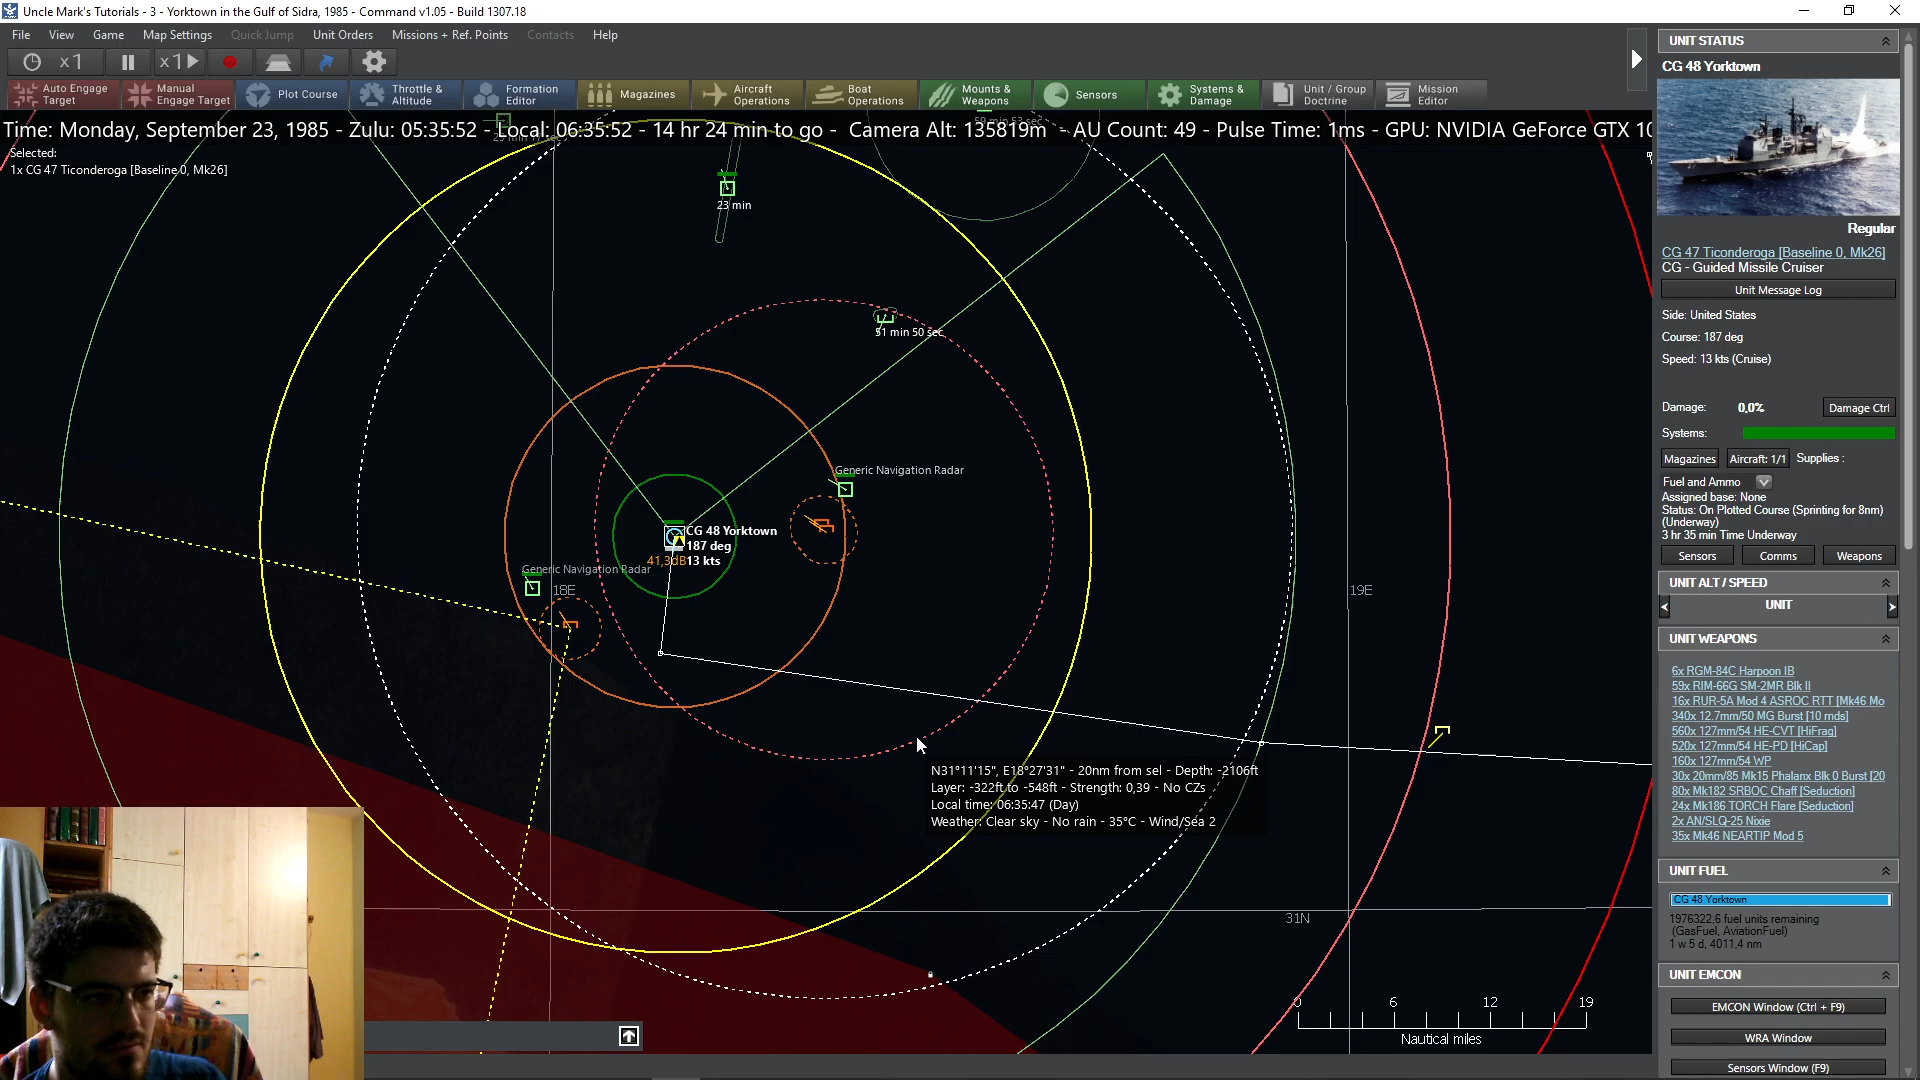 Uncle Mark's Tutorials - 3 - Yorktown in the Gulf of Sidra, 1985 - Command v1.05 - Build 1307.18
File View Game Map Settings Quick Jump Unit Orders Missions + Ref. Points Contacts Help
x1 x1
Auto Engage Target
Manual Engage Target
Plot Course
Throttle & Altitude
Formation Editor
Magazines
Aircraft Operations
Boat Operations
Mounts & Weapons
Sensors
Systems & Damage
Unit / Group Doctrine
Mission Editor
Time: Monday, September 23, 1985 - Zulu: 05:35:52 - Local: 06:35:52 - 14 hr 24 min to go - Camera Alt: 135819m - AU Count: 49 - Pulse Time: 1ms - GPU: NVIDIA GeForce GTX 10
Selected:
1x CG 47 Ticonderoga [Baseline 0, Mk26]
23 min
51 min 50 sec
Generic Navigation Radar
CG 48 Yorktown
187 deg
41,3dB 13 kts
Generic Navigation Radar
18E
19E
N31°11'15", E18°27'31" - 20nm from sel - Depth: -2106ft
Layer: -322ft to -548ft - Strength: 0,39 - No CZs
Local time: 06:35:47 (Day)
Weather: Clear sky - No rain - 35°C - Wind/Sea 2
31N
0 6 12 19
Nautical miles
UNIT STATUS
CG 48 Yorktown
Regular
CG 47 Ticonderoga [Baseline 0, Mk26]
CG - Guided Missile Cruiser
Unit Message Log
Side: United States
Course: 187 deg
Speed: 13 kts (Cruise)
Damage: 0,0% Damage Ctrl
Systems:
Magazines Aircraft: 1/1 Supplies :
Fuel and Ammo
Assigned base: None
Status: On Plotted Course (Sprinting for 8nm)
(Underway)
3 hr 35 min Time Underway
Sensors Comms Weapons
UNIT ALT / SPEED
< UNIT >
UNIT WEAPONS
6x RGM-84C Harpoon IB
59x RIM-66G SM-2MR Blk II
16x RUR-5A Mod 4 ASROC RTT [Mk46 Mo
340x 12.7mm/50 MG Burst [10 rnds]
560x 127mm/54 HE-CVT [HiFrag]
520x 127mm/54 HE-PD [HiCap]
160x 127mm/54 WP
30x 20mm/85 Mk15 Phalanx Blk 0 Burst [20
80x Mk182 SRBOC Chaff [Seduction]
24x Mk186 TORCH Flare [Seduction]
2x AN/SLQ-25 Nixie
35x Mk46 NEARTIP Mod 5
UNIT FUEL
CG 48 Yorktown
1976322,6 fuel units remaining
(GasFuel, AviationFuel)
1 w 5 d, 4011,4 nm
UNIT EMCON
EMCON Window (Ctrl + F9)
WRA Window
Sensors Window (F9)